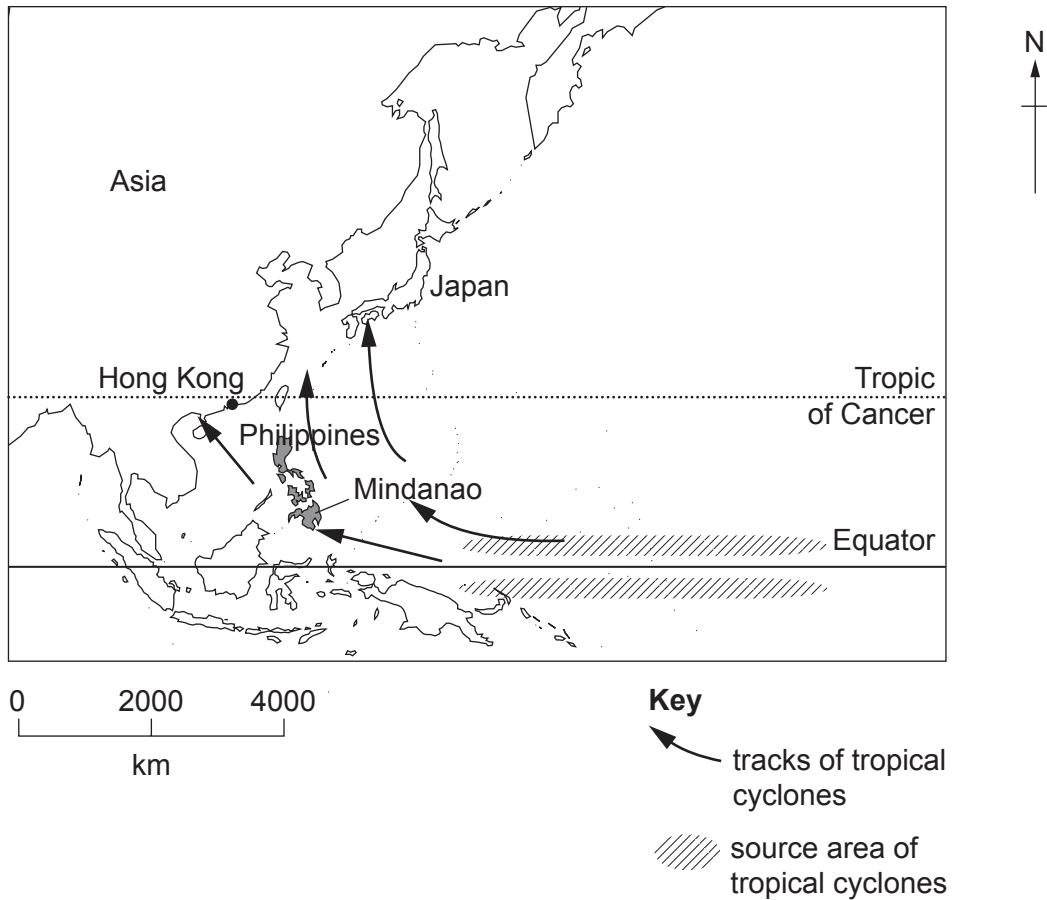 N
Asia
Japan
Hong Kong
Tropic
of Cancer
Philippines
Mindanao
Equator
0 2000 4000
km
Key
tracks of tropical
cyclones
source area of
tropical cyclones